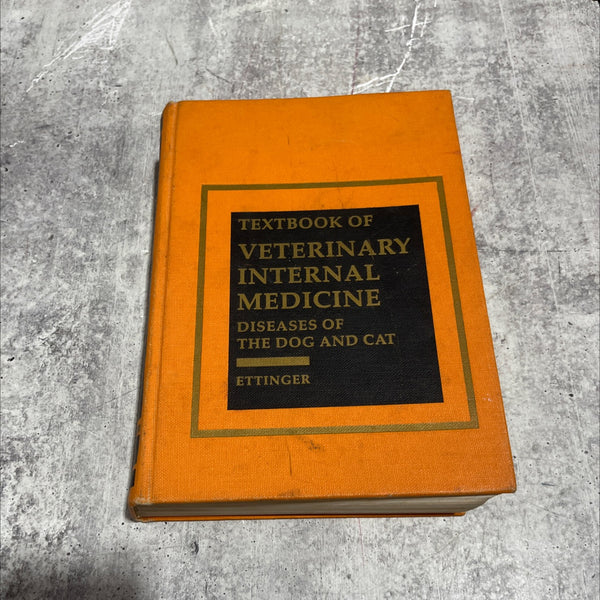 TEXTBOOK OF
VETERINARY
INTERNAL
MEDICINE
DISEASES OF
THE DOG AND CAT
ETTINGER